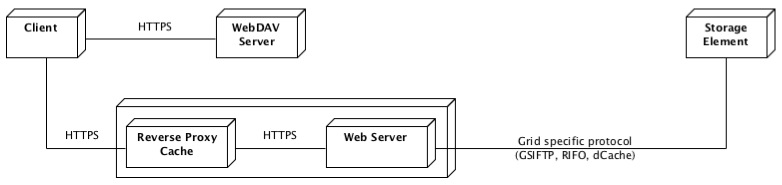 Client
HTTPS
WebDAV
Server
Storage
Element
HTTPS
Reverse Proxy
Cache
HTTPS
Web Server
Grid specific protocol
(GSIFTP, RIFO, dCache)